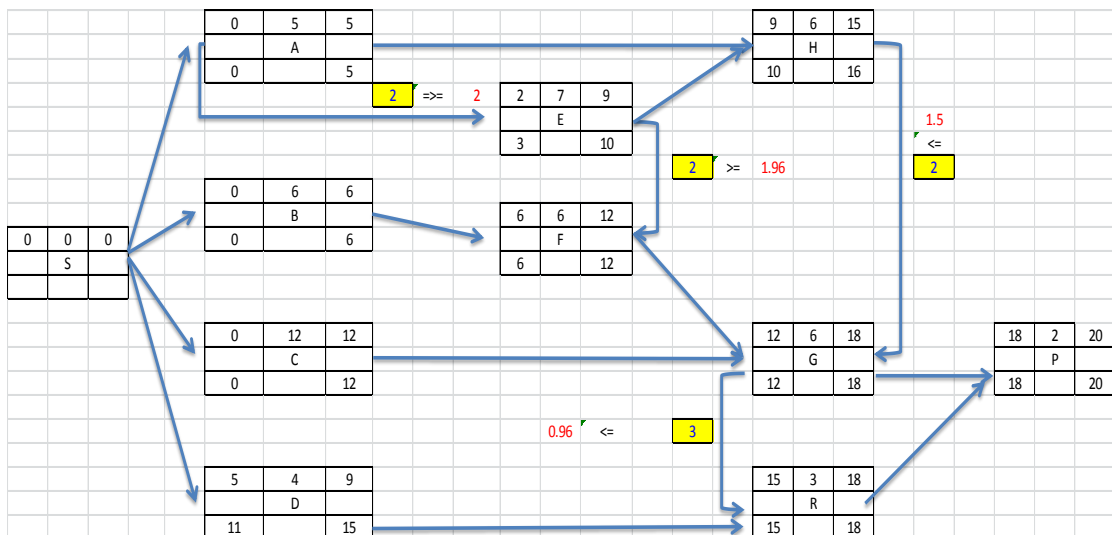 0 5 5 9 6 15
A H
0 5 10 16
2 =>= 2 2 7 9
E 1.5
3 10 <=
2 >= 1.96 2
0 6 6
B 6 6 12
0 0 0 0 6 F
S 6 12
0 12 12 12 6 18 18 2 20
C G P
0 12 12 18 18 20
0.96 <= 3
5 4 9 15 3 18
D R
11 15 15 18